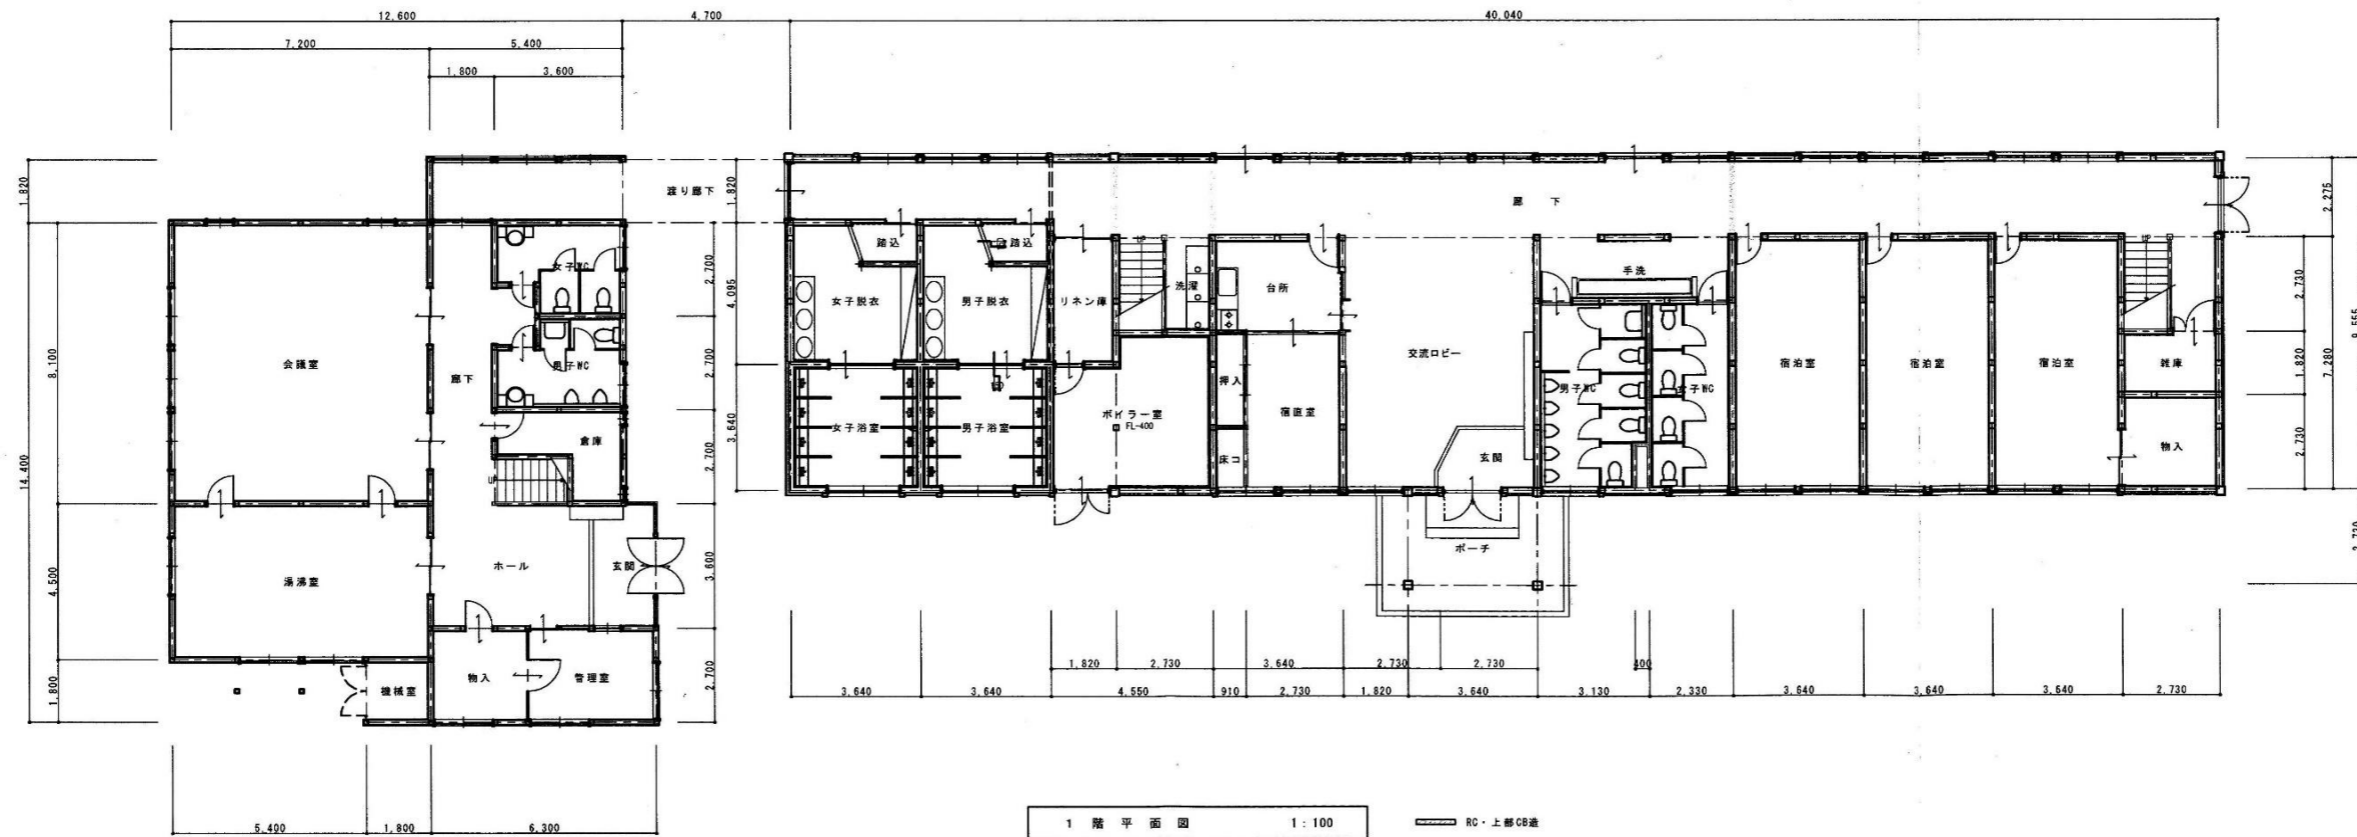 12,600
4,700
40,040
7,200
5,400
1,800
3,600
1,820
渡り廊下
1,820
廊 下
2,275
踏込
踏込
UP
UP
女子WC
2,700
4,095
女子脱衣
男子脱衣
リネン庫
洗濯
台所
手洗
2,730
14,400
8,100
会議室
廊下
男子WC
2,700
交流ロビー
宿泊室
宿泊室
宿泊室
雑庫
1,820
7,280
9,555
押入
男子WC
女子WC
ボイラー室
FL-400
宿直室
倉庫
2,700
3,640
女子浴室
男子浴室
床コ
玄関
物入
2,730
UP
ポーチ
2,730
4,500
湯沸室
ホール
玄関
3,600
1,800
機械室
物入
管理室
2,700
1,820
2,730
3,640
2,730
2,730
400
3,640
3,640
4,550
910
2,730
1,820
3,640
3,130
2,330
3,640
3,640
3,640
2,730
5,400
1,800
6,300
1 階 平 面 図 1:100
RC・上部CB造